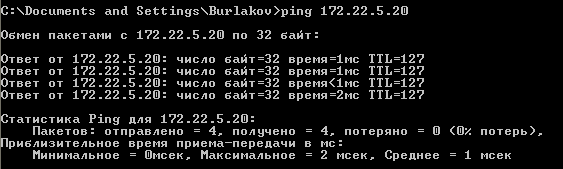 C:\Documents and Settings\Burlakov>ping 172.22.5.20
Обмен пакетами с 172.22.5.20 по 32 байт:
Ответ от 172.22.5.20: число байт=32 время=1мс TTL=127
Ответ от 172.22.5.20: число байт=32 время=1мс TTL=127
Ответ от 172.22.5.20: число байт=32 время<1мс TTL=127
Ответ от 172.22.5.20: число байт=32 время=2мс TTL=127
Статистика Ping для 172.22.5.20:
Пакетов: отправлено = 4, получено = 4, потеряно = 0 (0% потерь),
Приблизительное время приема-передачи в мс:
Минимальное = 0мсек, Максимальное = 2 мсек, Среднее = 1 мсек